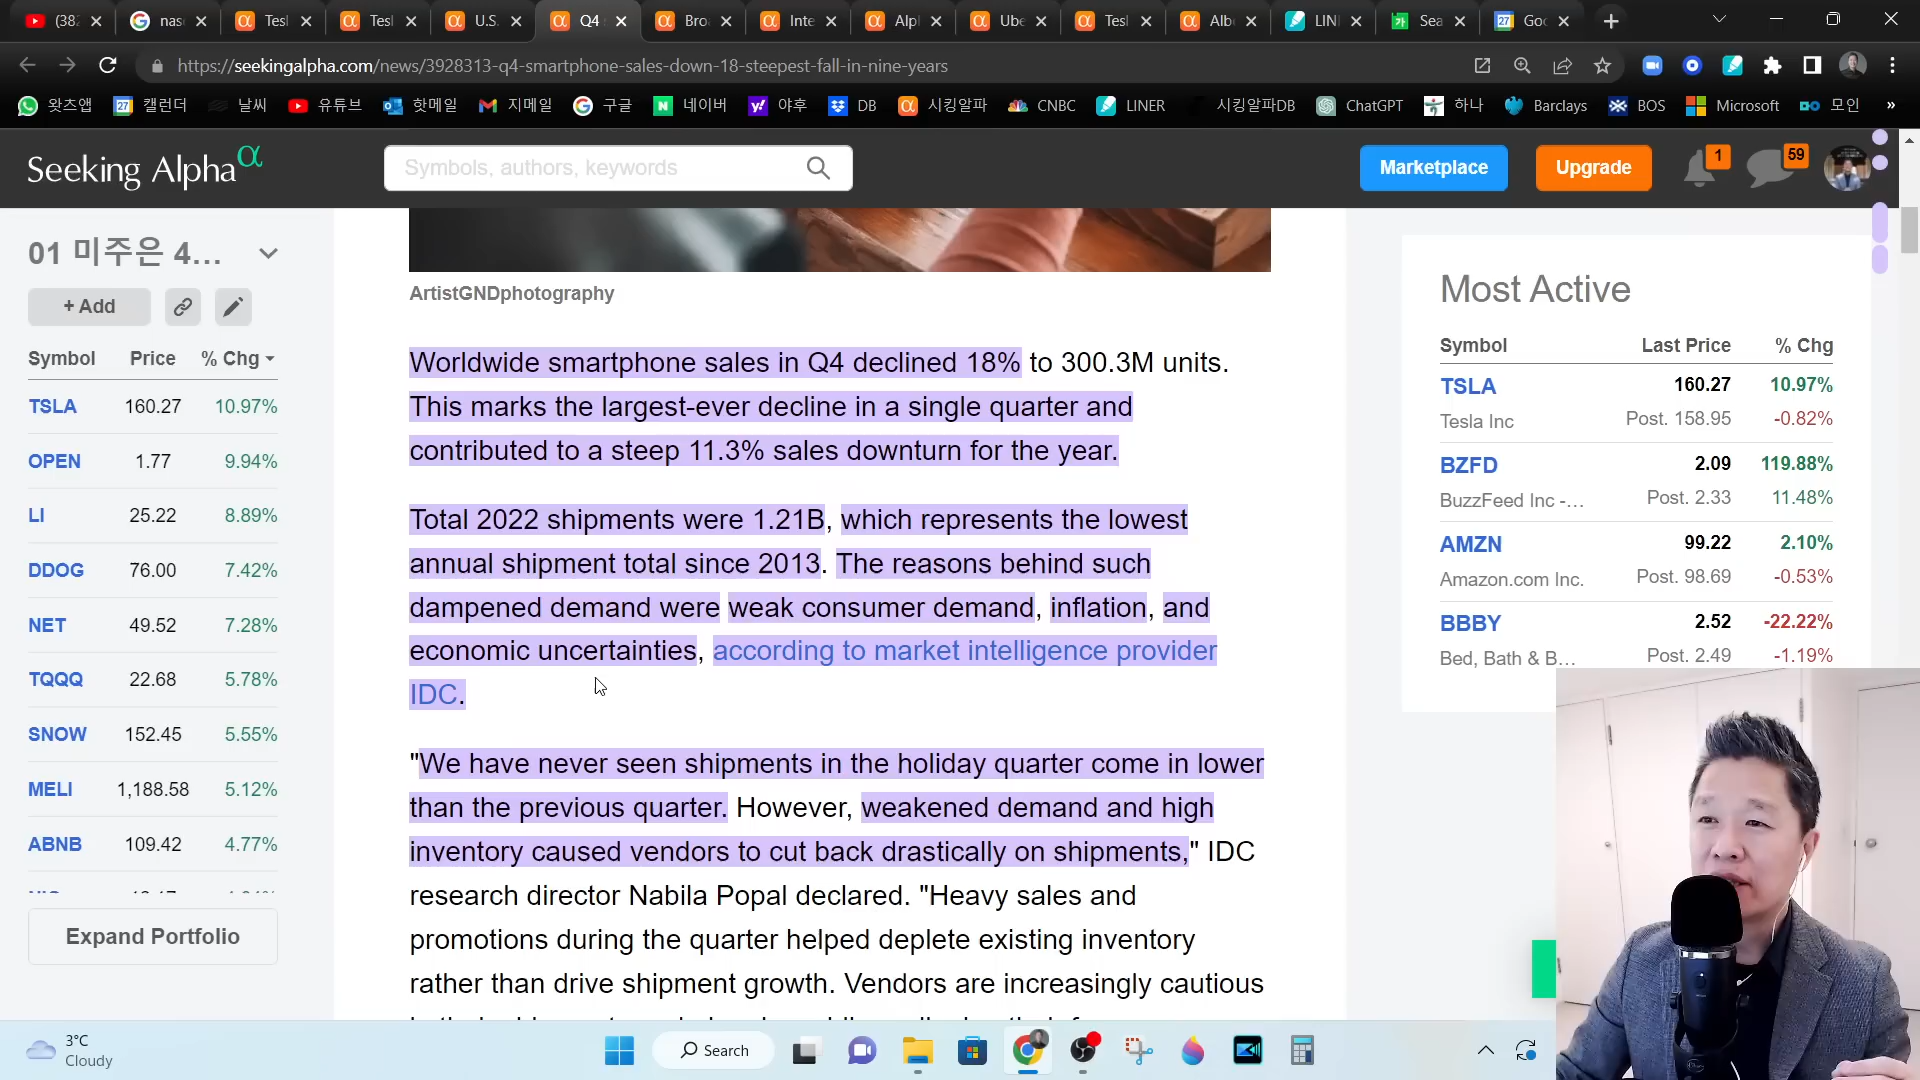 (38
nas
Tesl
Tesl
U.S.
Q4
Bro
Inte
Alpl
Ube
Tesl
Albe
LINI
Sea
Goo
https://seekingalpha.com/news/3928313-q4-smartphone-sales-down-18-steepest-fall-in-nine-years
왓츠앱
캘린더
날씨
유튜브
핫메일
지메일
구글
네이버
야후
DB
시킹알파
CNBC
LINER
시킹알파DB
ChatGPT
하나
Barclays
BOS
Microsoft
모인
»
Seeking Alpha α
Symbols, authors, keywords
Marketplace
Upgrade
1
59
01 미주은 4...
+ Add
Symbol Price % Chg
TSLA 160.27 10.97%
OPEN 1.77 9.94%
LI 25.22 8.89%
DDOG 76.00 7.42%
NET 49.52 7.28%
TQQQ 22.68 5.78%
SNOW 152.45 5.55%
MELI 1,188.58 5.12%
ABNB 109.42 4.77%
Expand Portfolio
ArtistGNDphotography
Worldwide smartphone sales in Q4 declined 18% to 300.3M units.
This marks the largest-ever decline in a single quarter and
contributed to a steep 11.3% sales downturn for the year.
Total 2022 shipments were 1.21B, which represents the lowest
annual shipment total since 2013. The reasons behind such
dampened demand were weak consumer demand, inflation, and
economic uncertainties, according to market intelligence provider
IDC.
"We have never seen shipments in the holiday quarter come in lower
than the previous quarter. However, weakened demand and high
inventory caused vendors to cut back drastically on shipments," IDC
research director Nabila Popal declared. "Heavy sales and
promotions during the quarter helped deplete existing inventory
rather than drive shipment growth. Vendors are increasingly cautious
Most Active
Symbol Last Price % Chg
TSLA 160.27 10.97%
Tesla Inc Post. 158.95 -0.82%
BZFD 2.09 119.88%
BuzzFeed Inc -... Post. 2.33 11.48%
AMZN 99.22 2.10%
Amazon.com Inc. Post. 98.69 -0.53%
BBBY 2.52 -22.22%
Bed, Bath & B... Post. 2.49 -1.19%
3°C
Cloudy
Search